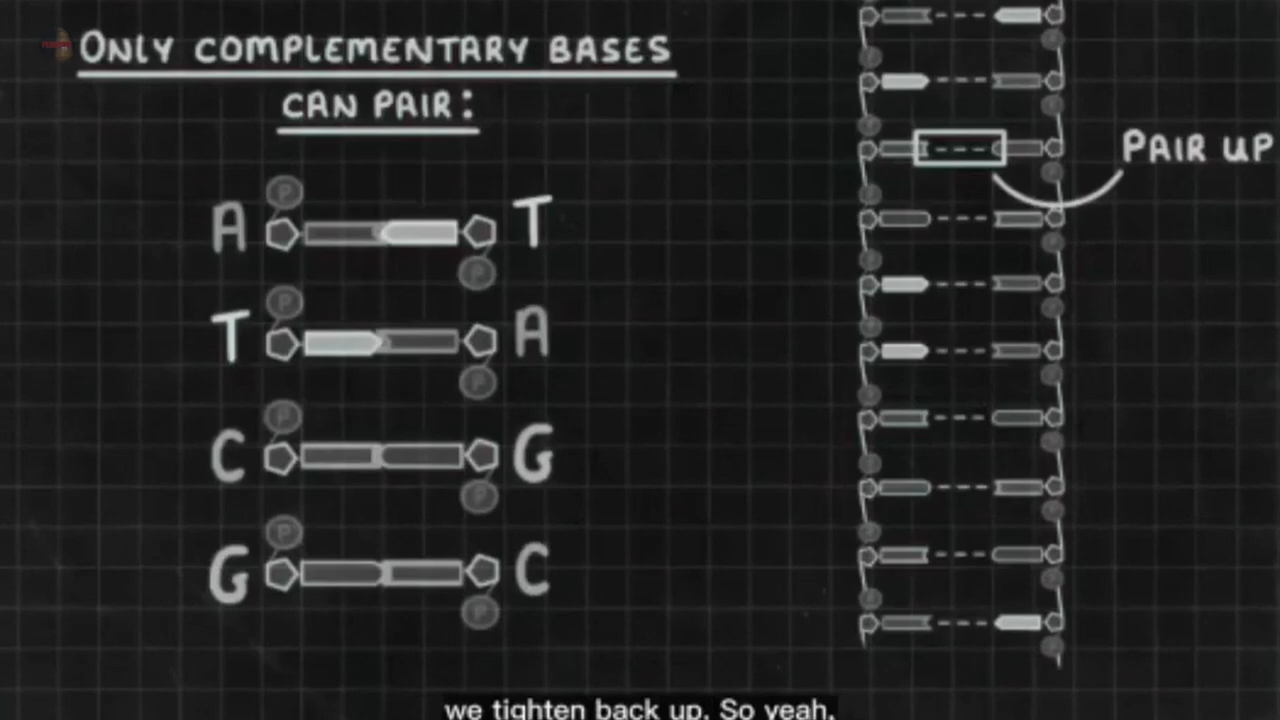 ONLY COMPLEMENTARY BASES
CAN PAIR:
PAIR UP
P
A T
P
P
T A
P
P
C G
P
P
G C
P
we tighten back up. So yeah,